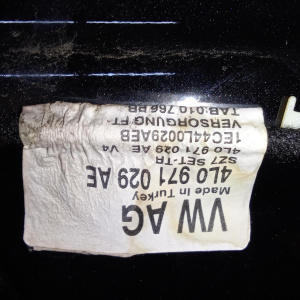 VW AG
Made in Turkey
4L0 971 029 AE
SZ7 SET-TR
4L0 971 029 AE V4
1EC44L0029AEB
VERSORGUNG FT-
TAB:010.766 BB